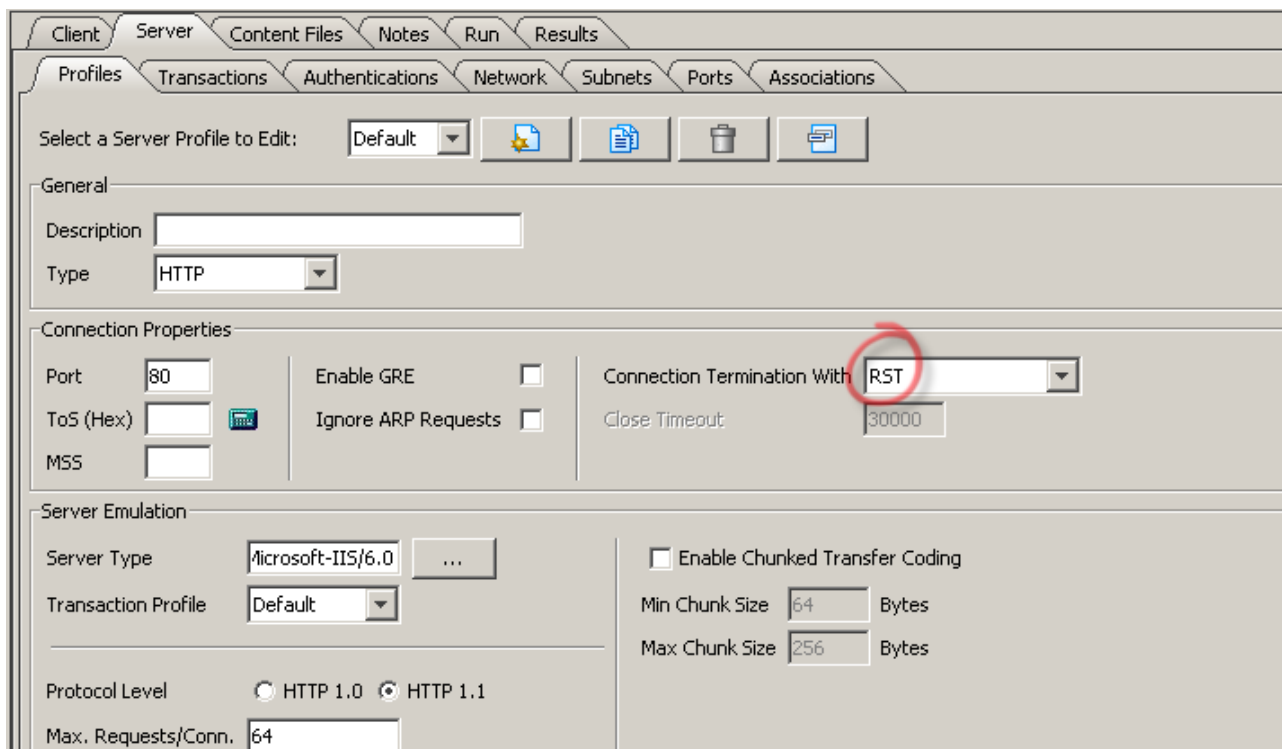 Client Server Content Files Notes Run Results
Profiles Transactions Authentications Network Subnets Ports Associations
Select a Server Profile to Edit: Default
General
Description
Type HTTP
Connection Properties
Port 80 Enable GRE Connection Termination With RST
ToS (Hex) Ignore ARP Requests Close Timeout 30000
MSS
Server Emulation
Server Type Microsoft-IIS/6.0 ... Enable Chunked Transfer Coding
Transaction Profile Default Min Chunk Size 64 Bytes
Max Chunk Size 256 Bytes
Protocol Level HTTP 1.0 HTTP 1.1
Max. Requests/Conn. 64